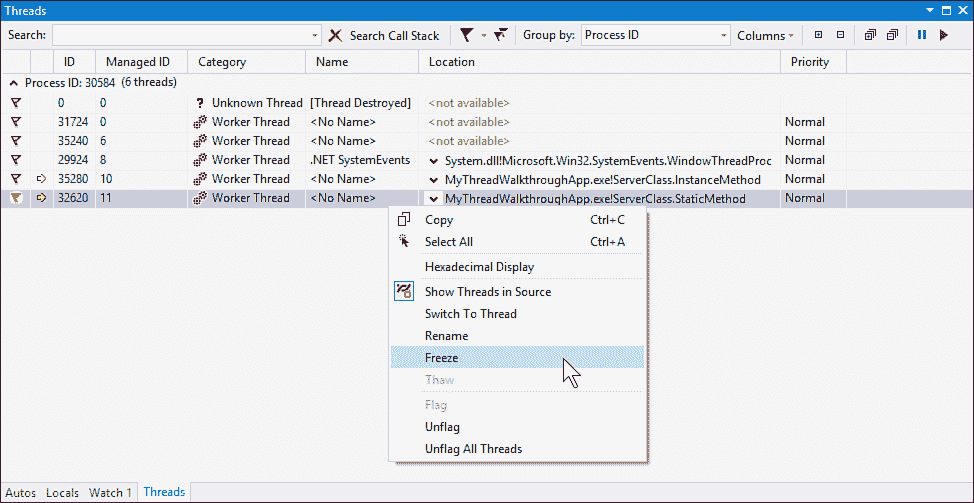 Threads
Search: Search Call Stack Group by: Process ID Columns
ID Managed ID Category Name Location Priority
Process ID: 30584 (6 threads)
0 0 ? Unknown Thread [Thread Destroyed] <not available>
31724 0 Worker Thread <No Name> <not available> Normal
35240 6 Worker Thread <No Name> <not available> Normal
29924 8 Worker Thread .NET SystemEvents System.dll!Microsoft.Win32.SystemEvents.WindowThreadProc Normal
35280 10 Worker Thread <No Name> MyThreadWalkthroughApp.exe!ServerClass.InstanceMethod Normal
32620 11 Worker Thread <No Name> MyThreadWalkthroughApp.exe!ServerClass.StaticMethod Normal
Copy Ctrl+C
Select All Ctrl+A
Hexadecimal Display
Show Threads in Source
Switch To Thread
Rename
Freeze
Thaw
Flag
Unflag
Unflag All Threads
Autos Locals Watch 1 Threads